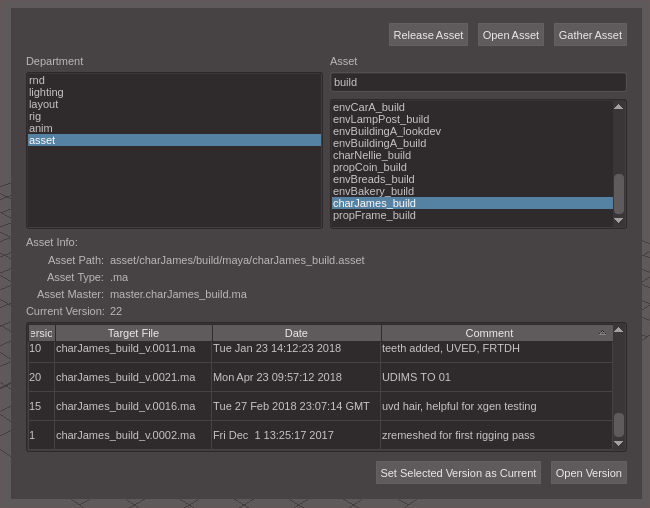 Release Asset Open Asset Gather Asset
Department
rnd
lighting
layout
rig
anim
asset
Asset
build
envCarA_build
envLampPost_build
envBuildingA_lookdev
envBuildingA_build
charNellie_build
propCoin_build
envBreads_build
envBakery_build
charJames_build
propFrame_build
Asset Info:
Asset Path: asset/charJames/build/maya/charJames_build.asset
Asset Type: .ma
Asset Master: master.charJames_build.ma
Current Version: 22
ersic Target File Date Comment
10 charJames_build_v.0011.ma Tue Jan 23 14:12:23 2018 teeth added, UVED, FRTDH
20 charJames_build_v.0021.ma Mon Apr 23 09:57:12 2018 UDIMS TO 01
15 charJames_build_v.0016.ma Tue 27 Feb 2018 23:07:14 GMT uvd hair, helpful for xgen testing
1 charJames_build_v.0002.ma Fri Dec 1 13:25:17 2017 zremeshed for first rigging pass
Set Selected Version as Current Open Version